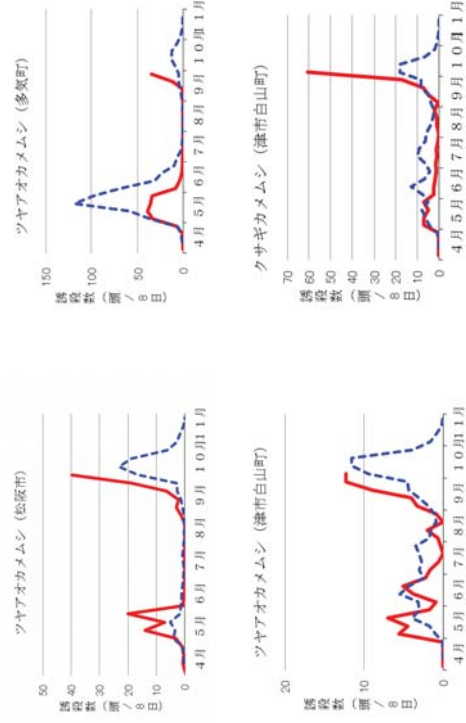 ツヤアオカメムシ（松阪市）
誘殺数（頭/8日）
50
40
30
20
10
0
4月 5月 6月 7月 8月 9月 10月 11月
ツヤアオカメムシ（多気町）
誘殺数（頭/8日）
150
100
50
0
4月 5月 6月 7月 8月 9月 10月 11月
ツヤアオカメムシ（津市白山町）
誘殺数（頭/8日）
20
10
0
4月 5月 6月 7月 8月 9月 10月 11月
クサギカメムシ（津市白山町）
誘殺数（頭/8日）
70
60
50
40
30
20
10
0
4月 5月 6月 7月 8月 9月 10月 11月